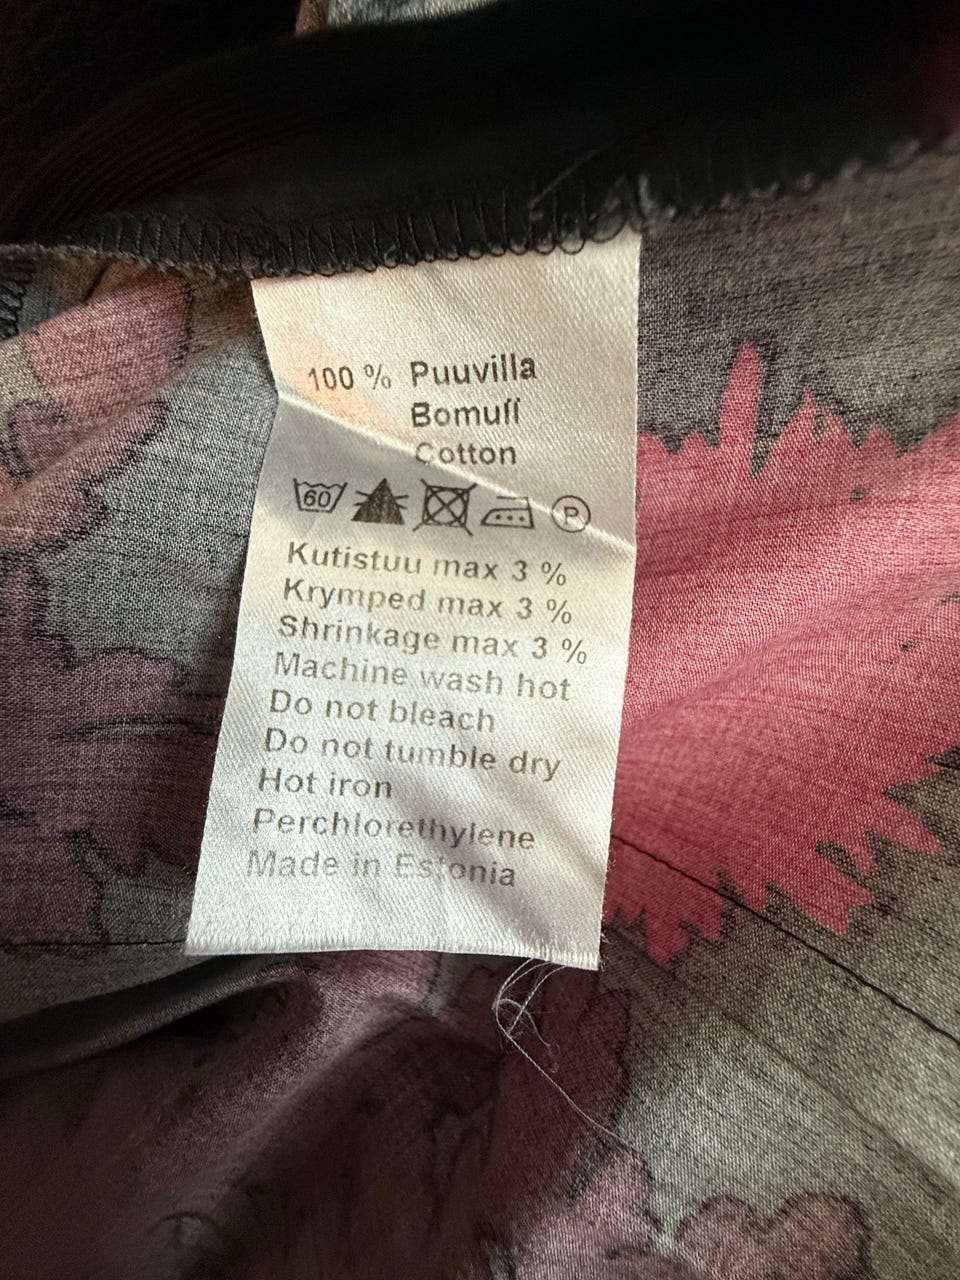 100 % Puuvilla
Bomull
Cotton
60 P
Kutistuu max 3 %
Krymped max 3 %
Shrinkage max 3 %
Machine wash hot
Do not bleach
Do not tumble dry
Hot iron
Perchlorethylene
Made in Estonia